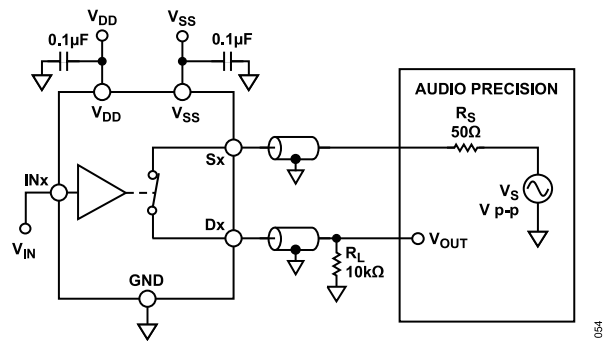 VDD
VSS
0.1µF
0.1µF
VDD
VSS
AUDIO PRECISION
RS
50Ω
Sx
INx
VS
V p-p
Dx
VOUT
VIN
RL
10kΩ
GND
054